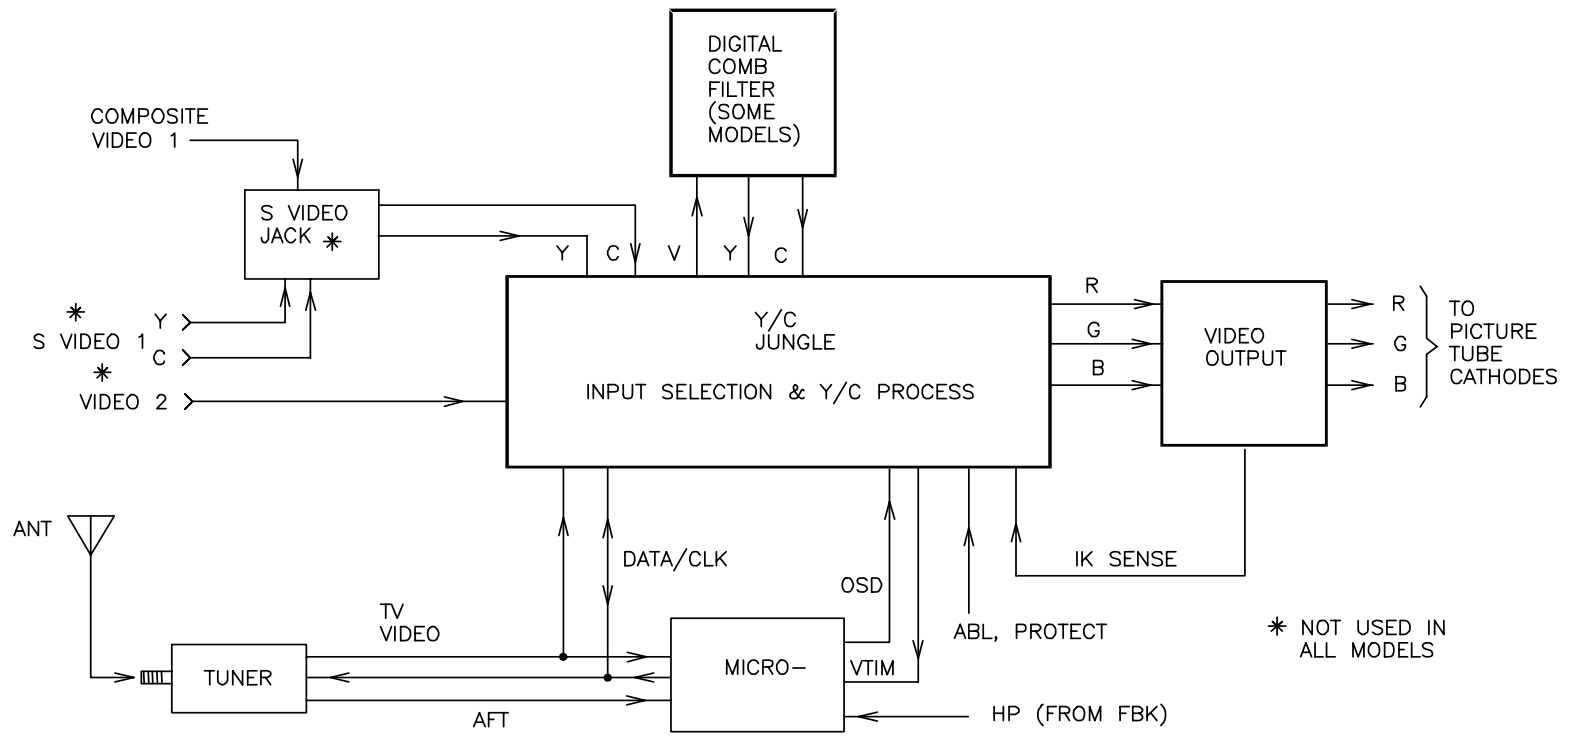 DIGITAL
COMB
FILTER
(SOME
MODELS)
COMPOSITE
VIDEO 1
S VIDEO
JACK *
Y C V Y C
*
Y
S VIDEO 1
C
*
VIDEO 2
Y/C
JUNGLE
INPUT SELECTION & Y/C PROCESS
R
G
B
VIDEO
OUTPUT
R
G
B
TO
PICTURE
TUBE
CATHODES
ANT
DATA/CLK
OSD
IK SENSE
TV
VIDEO
ABL, PROTECT
* NOT USED IN
ALL MODELS
TUNER
MICRO-
VTIM
AFT
HP (FROM FBK)